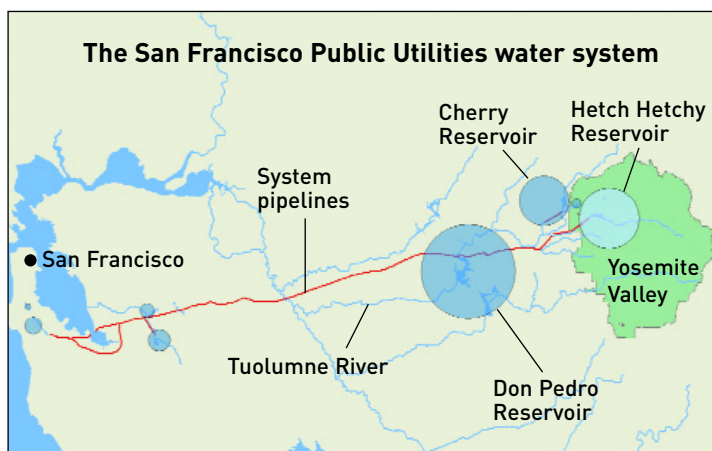 The San Francisco Public Utilities water system
Cherry
Reservoir
Hetch Hetchy
Reservoir
System
pipelines
San Francisco
Yosemite
Valley
Tuolumne River
Don Pedro
Reservoir